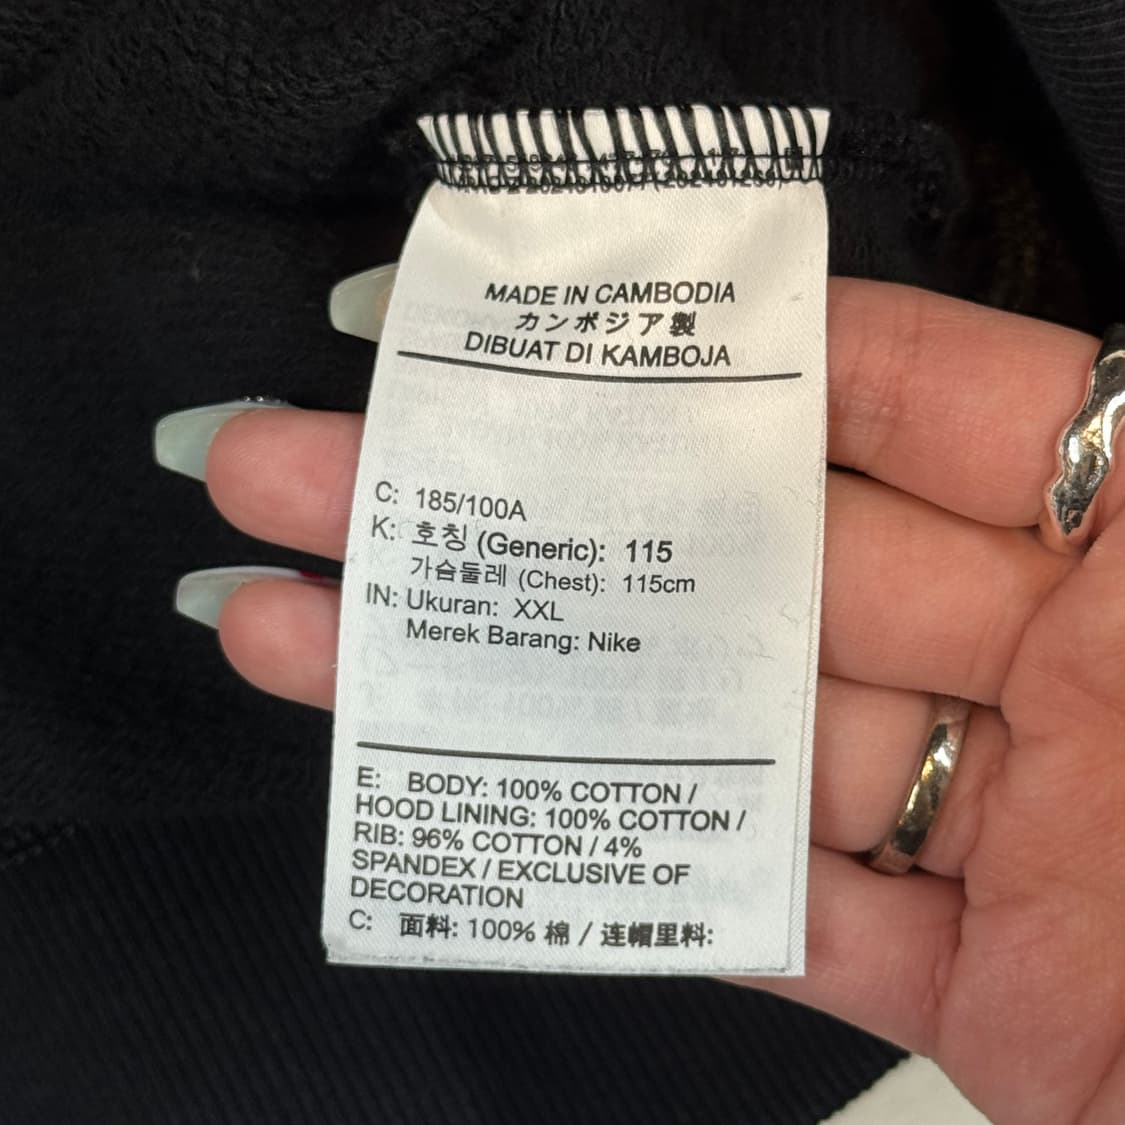 MADE IN CAMBODIA
カンボジア製
DIBUAT DI KAMBOJA
C: 185/100A
K: 호칭 (Generic): 115
가슴둘레 (Chest): 115cm
IN: Ukuran: XXL
Merek Barang: Nike
E: BODY: 100% COTTON /
HOOD LINING: 100% COTTON /
RIB: 96% COTTON / 4%
SPANDEX / EXCLUSIVE OF
DECORATION
C: 面料: 100% 棉 / 连帽里料: